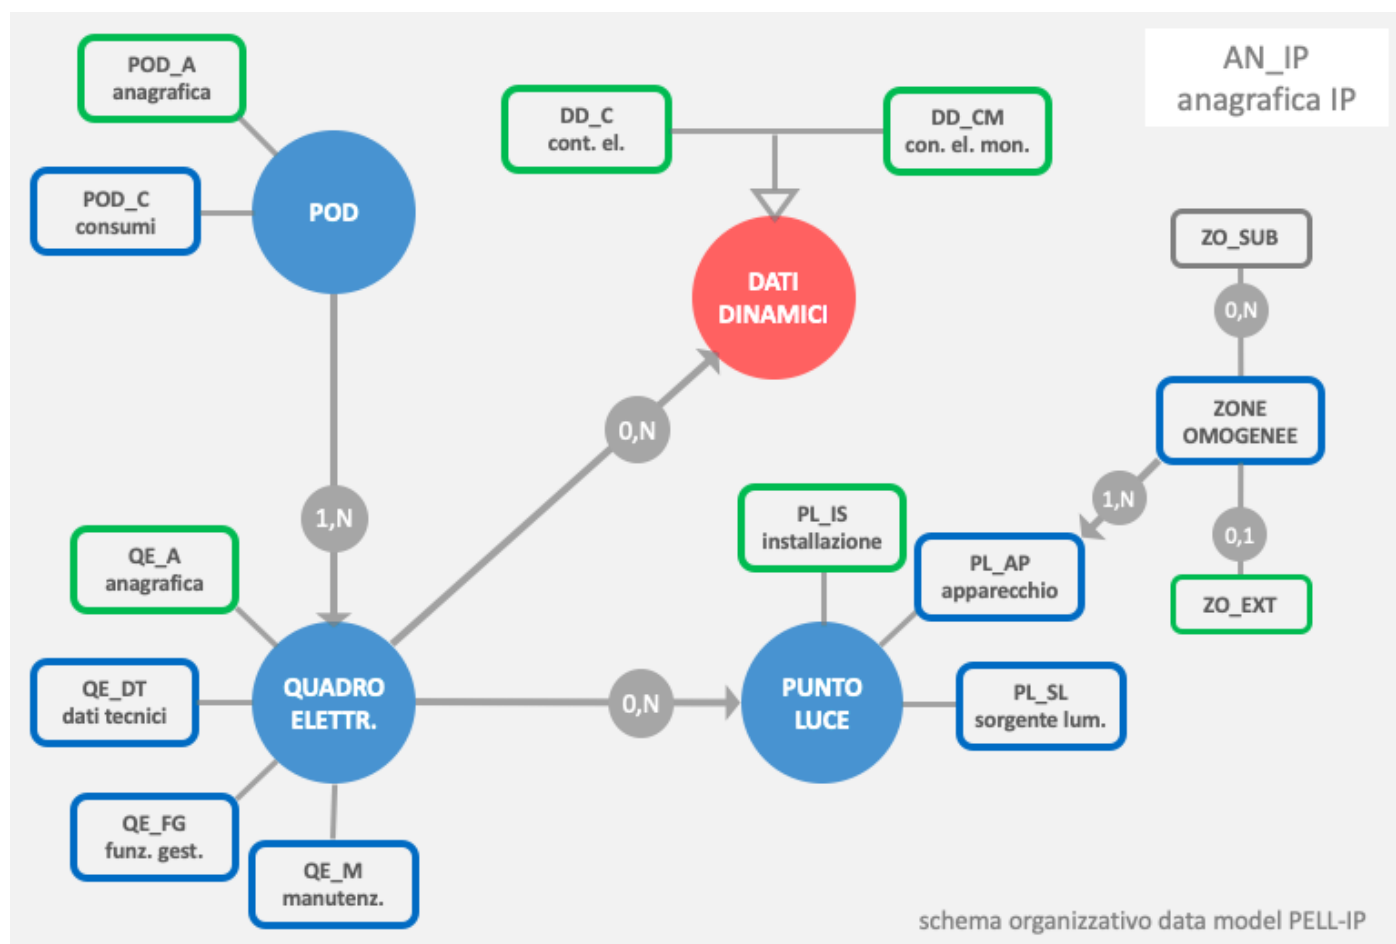 POD_A
anagrafica
AN_IP
anagrafica IP
DD_C
cont. el.
DD_CM
con. el. mon.
POD_C
consumi
POD
ZO_SUB
DATI
DINAMICI
0,N
ZONE
OMOGENEE
0,N
1,N
1,N
PL_IS
installazione
0,1
QE_A
anagrafica
PL_AP
apparecchio
ZO_EXT
QE_DT
dati tecnici
QUADRO
ELETTR.
0,N
PUNTO
LUCE
PL_SL
sorgente lum.
QE_FG
funz. gest.
QE_M
manutenz.
schema organizzativo data model PELL-IP